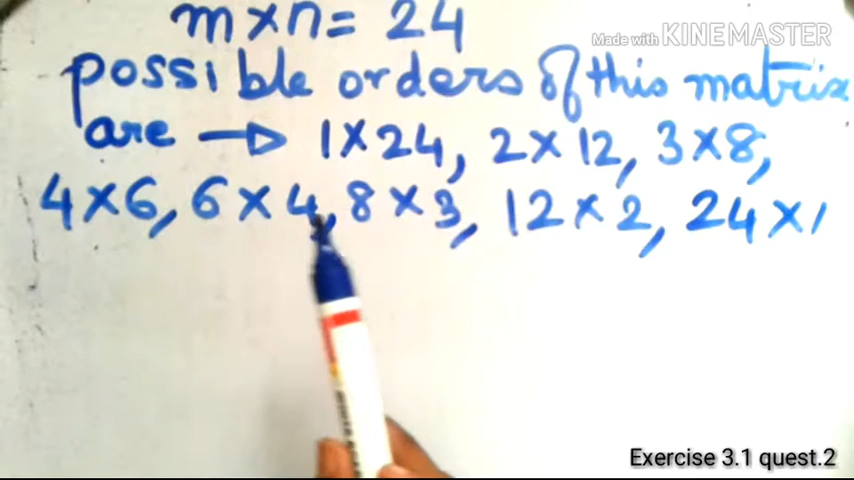 m×n= 24
Made with KINEMASTER
possible orders of this matrix
are → 1×24, 2×12, 3×8,
4×6, 6×4, 8×3, 12×2, 24×1
Exercise 3.1 quest.2